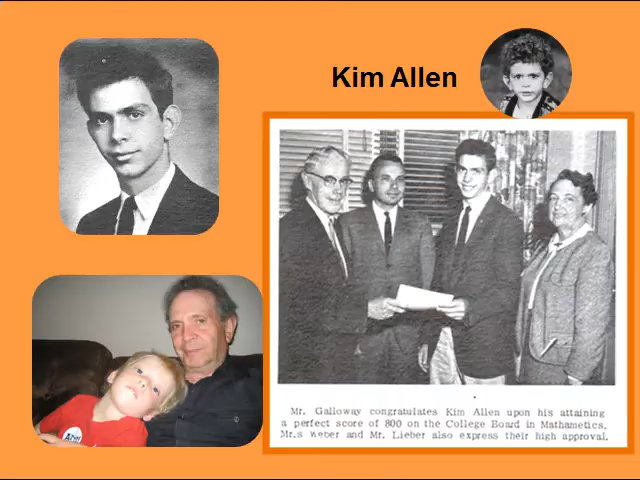 Kim Allen
Mr. Galloway congratulates Kim Allen upon his attaining
a perfect score of 800 on the College Board in Mathametics.
Mr.s Weber and Mr. Lieber also express their high approval.